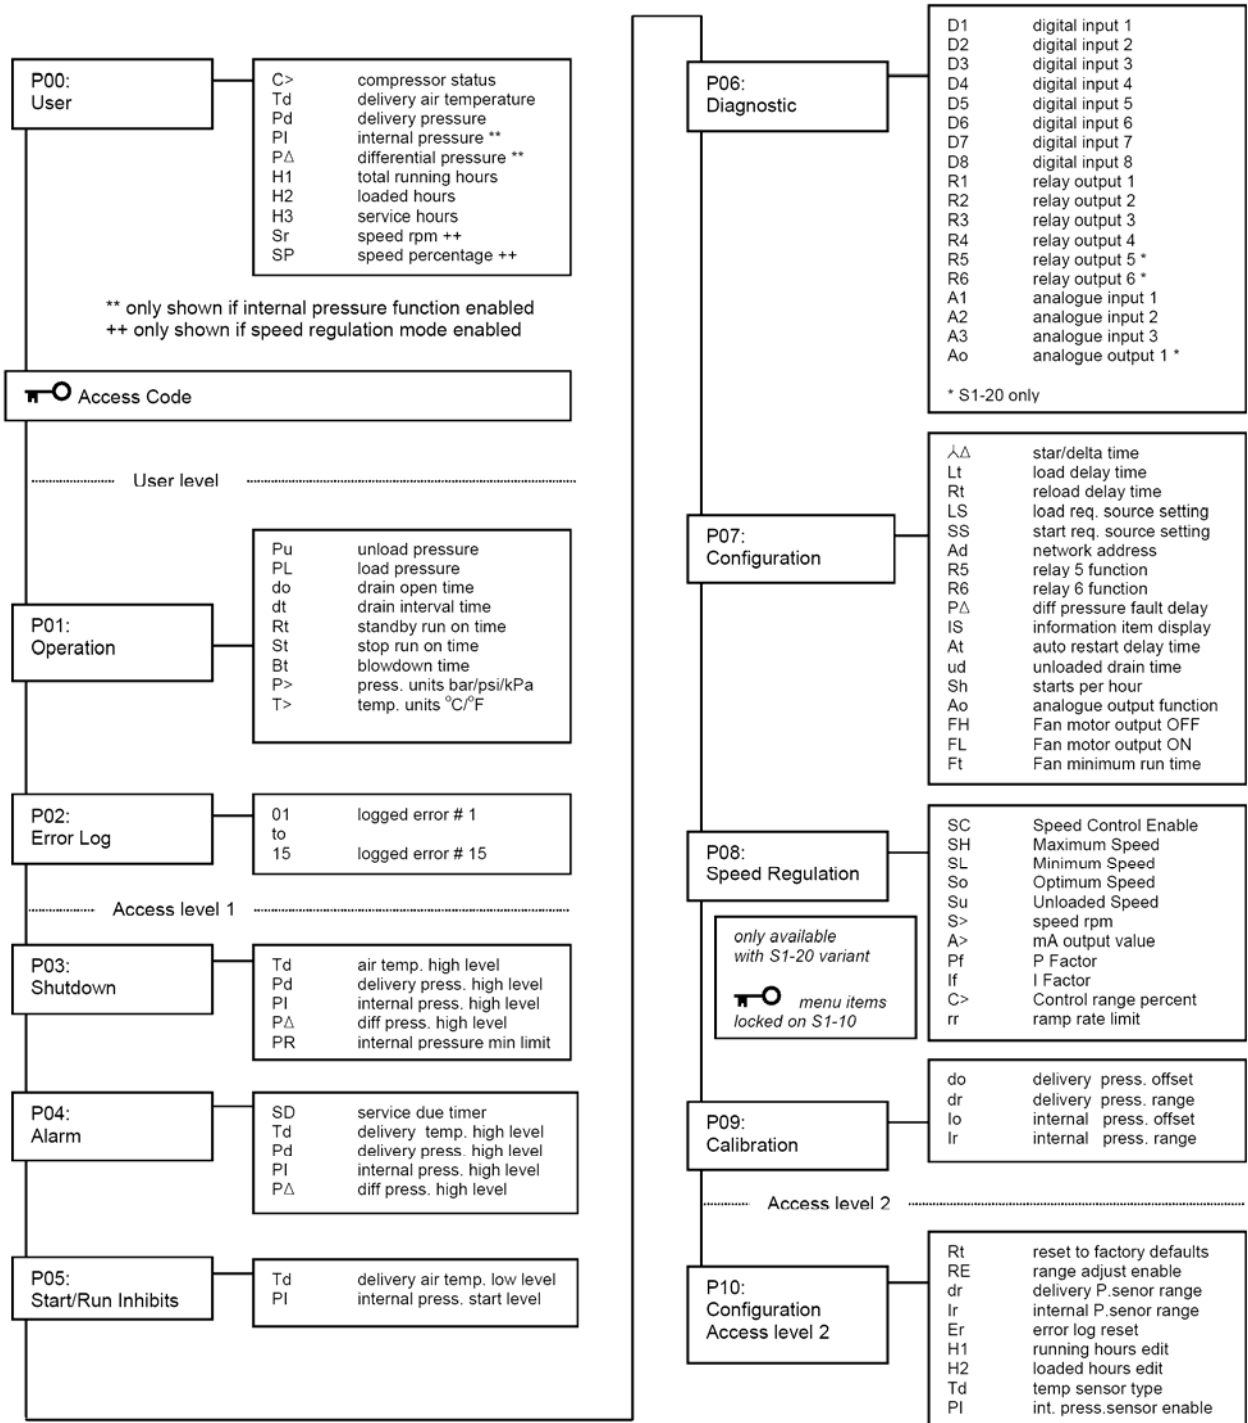 P00:
User
C> compressor status
Td delivery air temperature
Pd delivery pressure
PI internal pressure **
PΔ differential pressure **
H1 total running hours
H2 loaded hours
H3 service hours
Sr speed rpm ++
SP speed percentage ++
** only shown if internal pressure function enabled
++ only shown if speed regulation mode enabled
Access Code
User level
P01:
Operation
Pu unload pressure
PL load pressure
do drain open time
dt drain interval time
Rt standby run on time
St stop run on time
Bt blowdown time
P> press. units bar/psi/kPa
T> temp. units °C/°F
P02:
Error Log
01 logged error # 1
to
15 logged error # 15
Access level 1
P03:
Shutdown
Td air temp. high level
Pd delivery press. high level
PI internal press. high level
PΔ diff press. high level
PR internal pressure min limit
P04:
Alarm
SD service due timer
Td delivery temp. high level
Pd delivery press. high level
PI internal press. high level
PΔ diff press. high level
P05:
Start/Run Inhibits
Td delivery air temp. low level
PI internal press. start level
P06:
Diagnostic
D1 digital input 1
D2 digital input 2
D3 digital input 3
D4 digital input 4
D5 digital input 5
D6 digital input 6
D7 digital input 7
D8 digital input 8
R1 relay output 1
R2 relay output 2
R3 relay output 3
R4 relay output 4
R5 relay output 5 *
R6 relay output 6 *
A1 analogue input 1
A2 analogue input 2
A3 analogue input 3
Ao analogue output 1 *
* S1-20 only
P07:
Configuration
⅄Δ star/delta time
Lt load delay time
Rt reload delay time
LS load req. source setting
SS start req. source setting
Ad network address
R5 relay 5 function
R6 relay 6 function
PΔ diff pressure fault delay
IS information item display
At auto restart delay time
ud unloaded drain time
Sh starts per hour
Ao analogue output function
FH Fan motor output OFF
FL Fan motor output ON
Ft Fan minimum run time
P08:
Speed Regulation
SC Speed Control Enable
SH Maximum Speed
SL Minimum Speed
So Optimum Speed
Su Unloaded Speed
S> speed rpm
A> mA output value
Pf P Factor
If I Factor
C> Control range percent
rr ramp rate limit
only available
with S1-20 variant
menu items
locked on S1-10
P09:
Calibration
do delivery press. offset
dr delivery press. range
Io internal press. offset
Ir internal press. range
Access level 2
P10:
Configuration
Access level 2
Rt reset to factory defaults
RE range adjust enable
dr delivery P.senor range
Ir internal P.senor range
Er error log reset
H1 running hours edit
H2 loaded hours edit
Td temp sensor type
PI int. press.sensor enable